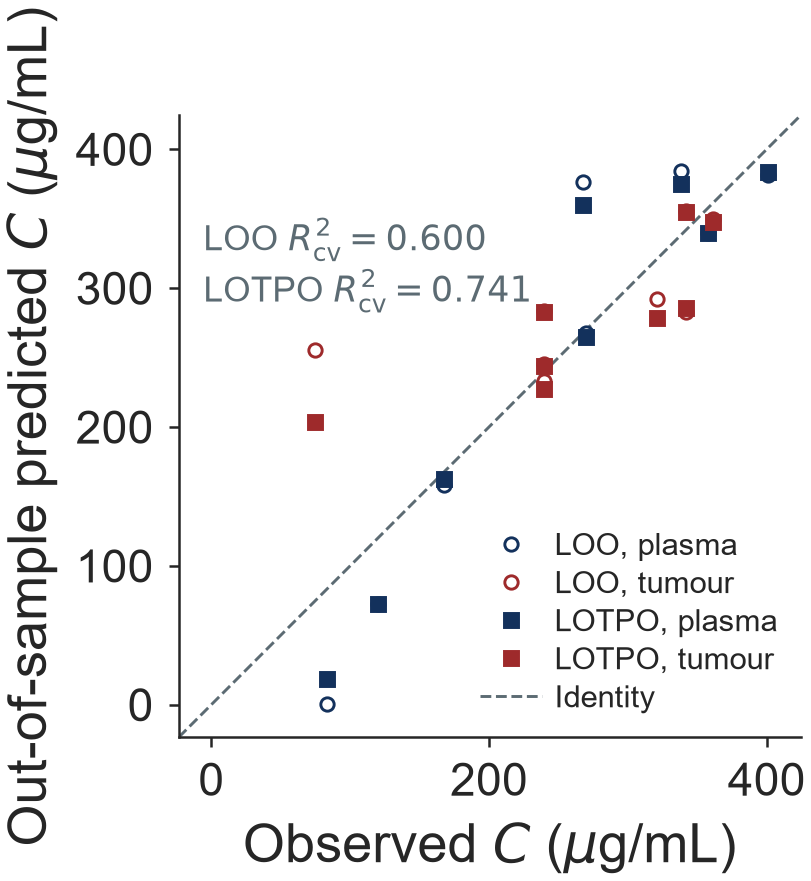 Out-of-sample predicted C (μg/mL)
400
300
200
100
0
LOO R²cv = 0.600
LOTPO R²cv = 0.741
LOO, plasma
LOO, tumour
LOTPO, plasma
LOTPO, tumour
Identity
0 200 400
Observed C (μg/mL)